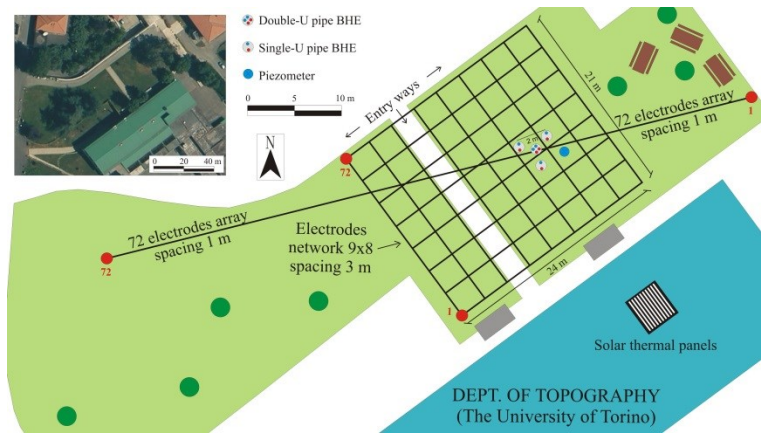 Double-U pipe BHE
Single-U pipe BHE
Piezometer
0 5 10 m
N
0 20 40 m
Entry ways
21 m
72 electrodes array
spacing 1 m
1
2 m
72
72 electrodes array
spacing 1 m
72
Electrodes
network 9x8
spacing 3 m
24 m
1
Solar thermal panels
DEPT. OF TOPOGRAPHY
(The University of Torino)